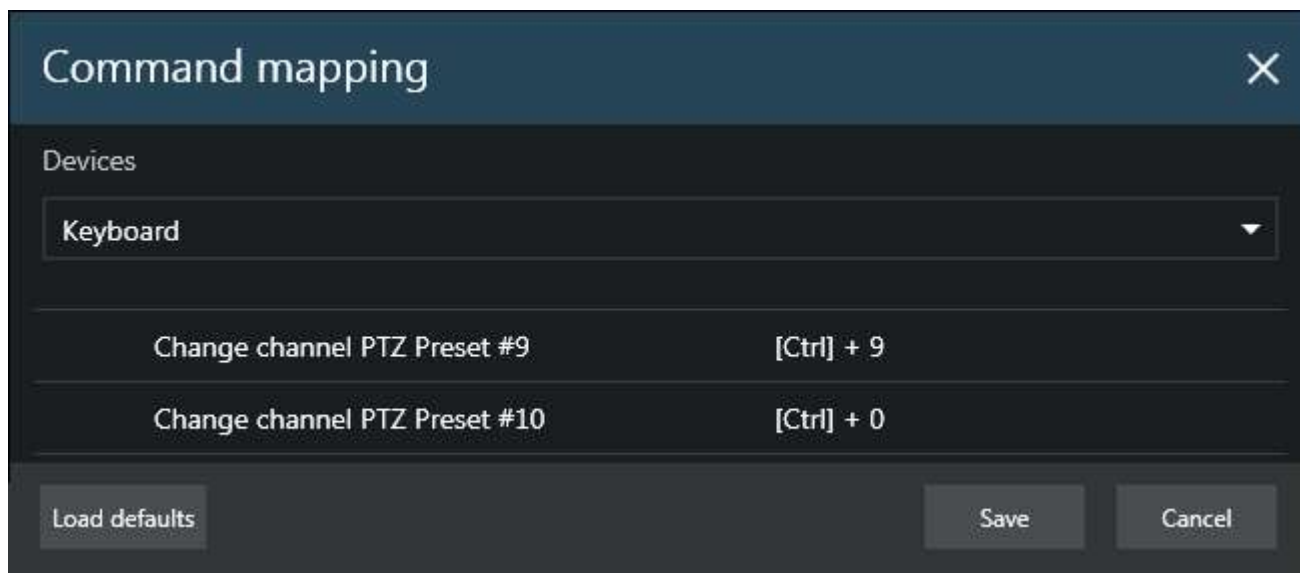 Command mapping
Devices
Keyboard
Change channel PTZ Preset #9 [Ctrl] + 9
Change channel PTZ Preset #10 [Ctrl] + 0
Load defaults Save Cancel